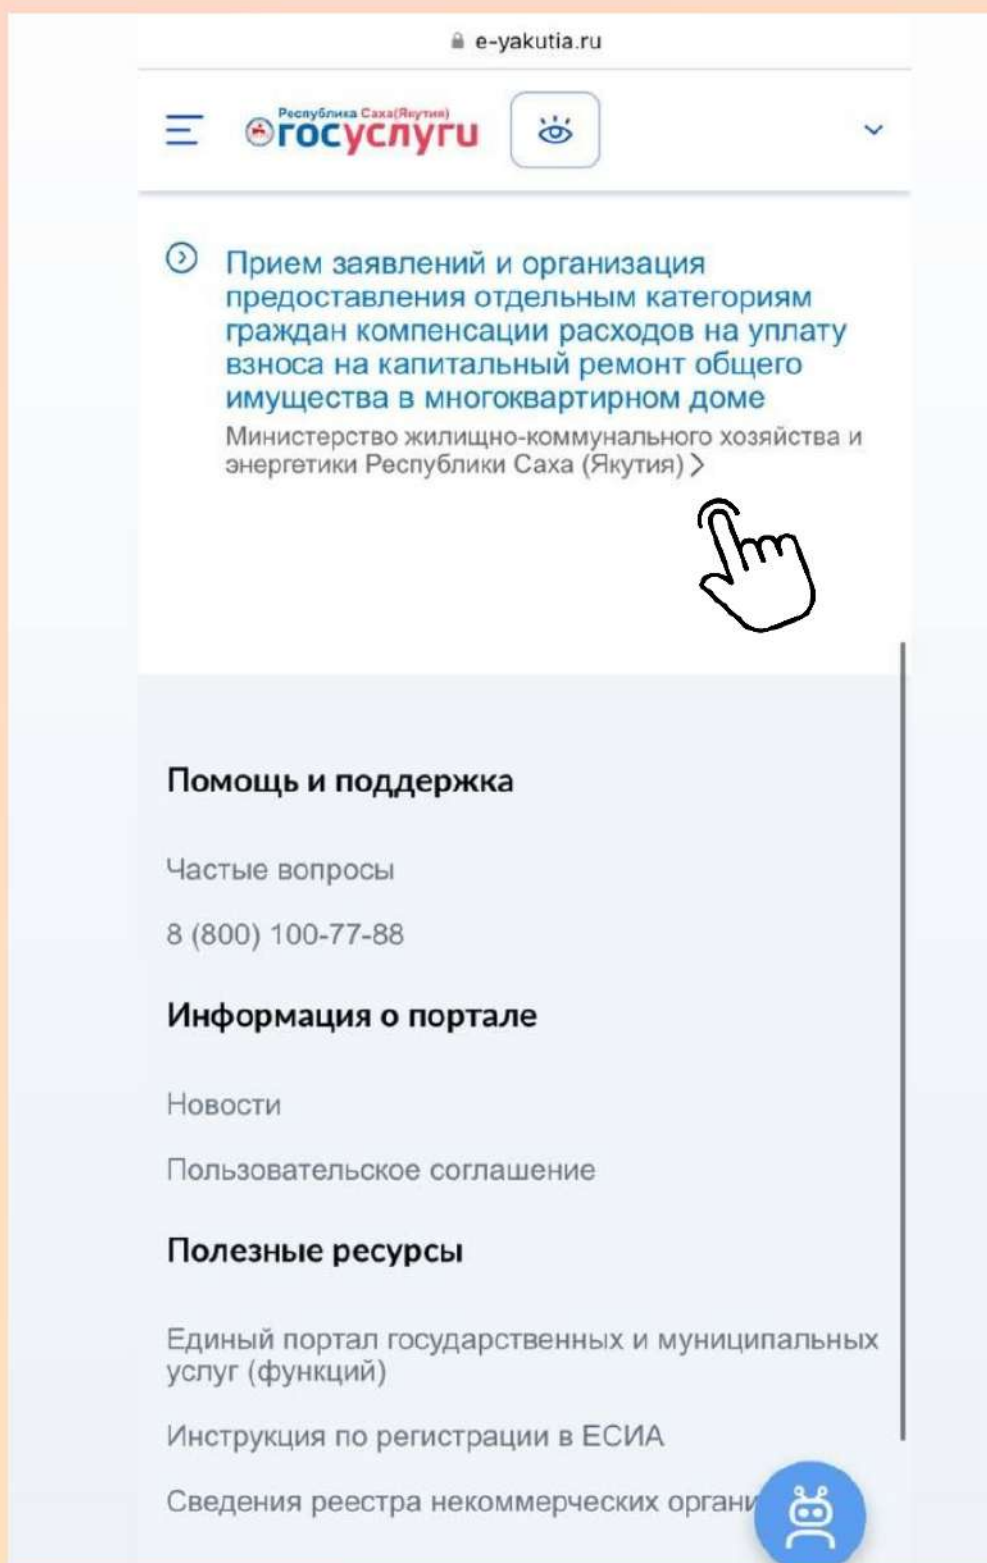 e-yakutia.ru
Республика Саха(Якутия)
госуслуги
Прием заявлений и организация
предоставления отдельным категориям
граждан компенсации расходов на уплату
взноса на капитальный ремонт общего
имущества в многоквартирном доме
Министерство жилищно-коммунального хозяйства и
энергетики Республики Саха (Якутия)
Помощь и поддержка
Частые вопросы
8 (800) 100-77-88
Информация о портале
Новости
Пользовательское соглашение
Полезные ресурсы
Единый портал государственных и муниципальных
услуг (функций)
Инструкция по регистрации в ЕСИА
Сведения реестра некоммерческих органи